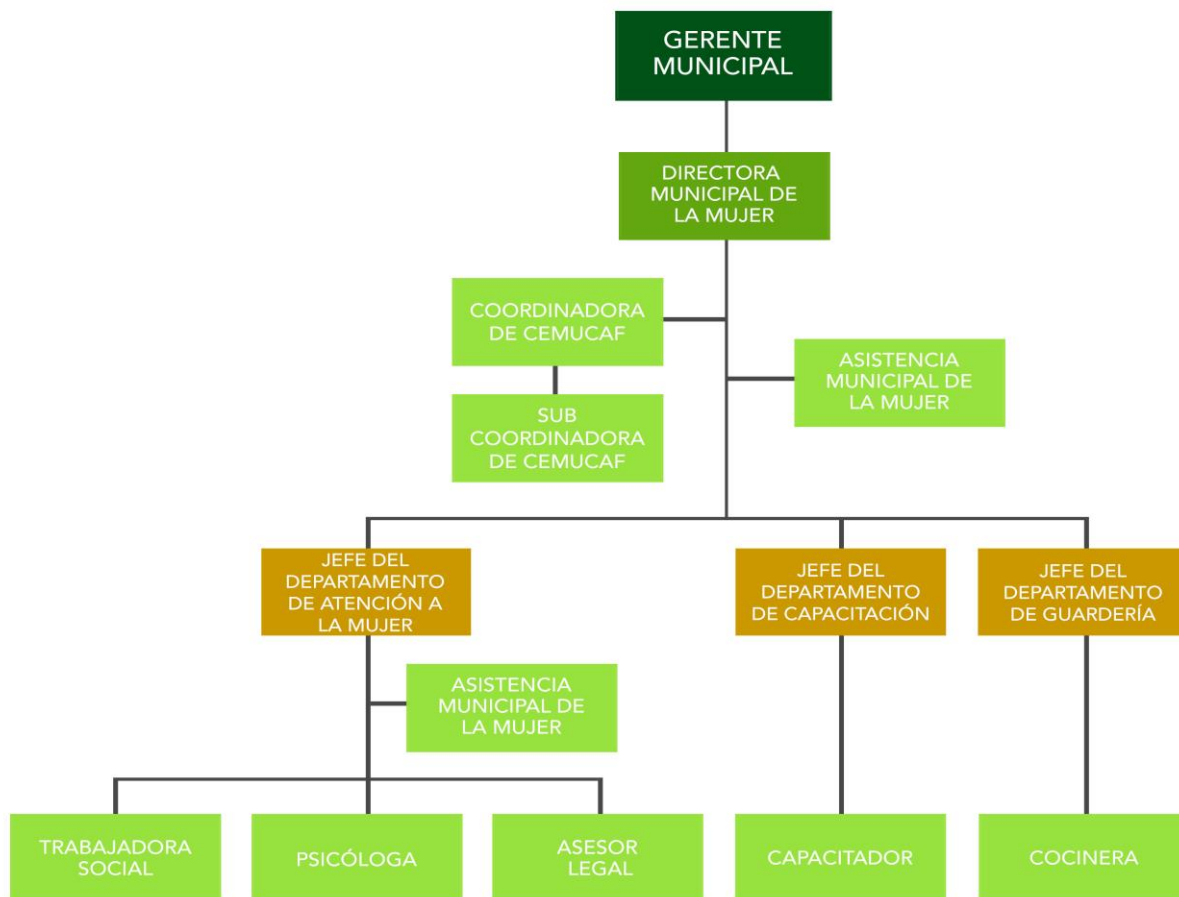 GERENTE
MUNICIPAL
DIRECTORA
MUNICIPAL DE
LA MUJER
COORDINADORA
DE CEMUCAF
ASISTENCIA
MUNICIPAL DE
LA MUJER
SUB
COORDINADORA
DE CEMUCAF
JEFE DEL
DEPARTAMENTO
DE ATENCIÓN A
LA MUJER
JEFE DEL
DEPARTAMENTO
DE CAPACITACIÓN
JEFE DEL
DEPARTAMENTO
DE GUARDERÍA
ASISTENCIA
MUNICIPAL DE
LA MUJER
TRABAJADORA
SOCIAL
PSICÓLOGA
ASESOR
LEGAL
CAPACITADOR
COCINERA